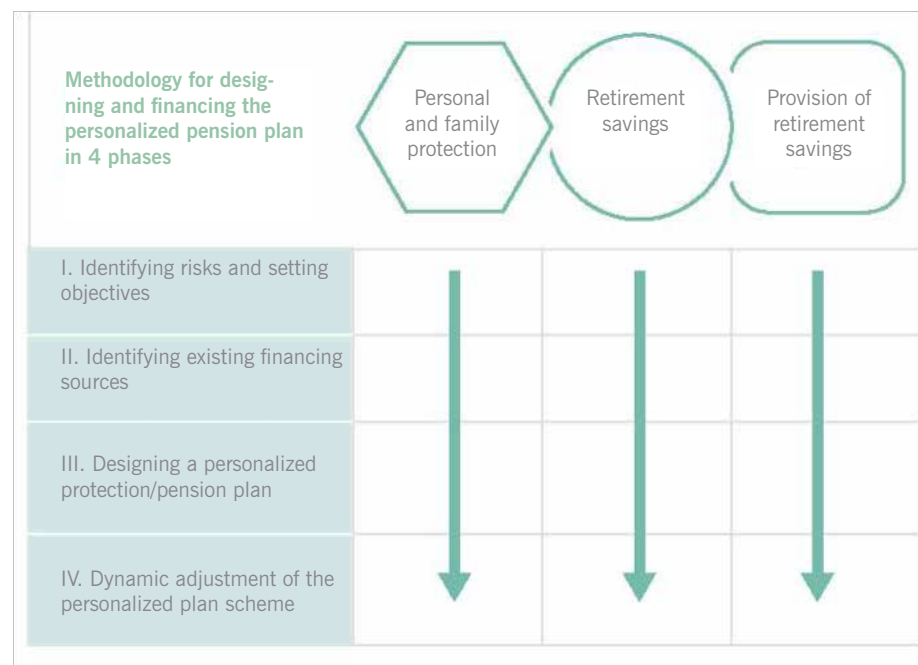 Methodology for desig-
ning and financing the
personalized pension plan
in 4 phases
Personal
and family
protection
Retirement
savings
Provision of
retirement
savings
I. Identifying risks and setting
objectives
II. Identifying existing financing
sources
III. Designing a personalized
protection/pension plan
IV. Dynamic adjustment of the
personalized plan scheme